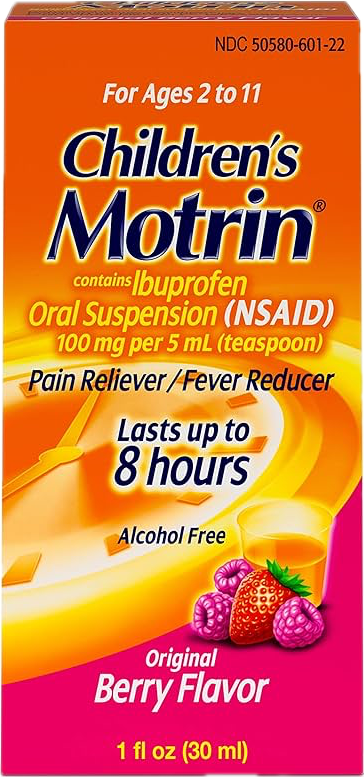 NDC 50580-601-22
For Ages 2 to 11
Children's
Motrin®
contains Ibuprofen
Oral Suspension (NSAID)
100 mg per 5 mL (teaspoon)
Pain Reliever/Fever Reducer
Lasts up to
8 hours
Alcohol Free
Original
Berry Flavor
1 fl oz (30 ml)